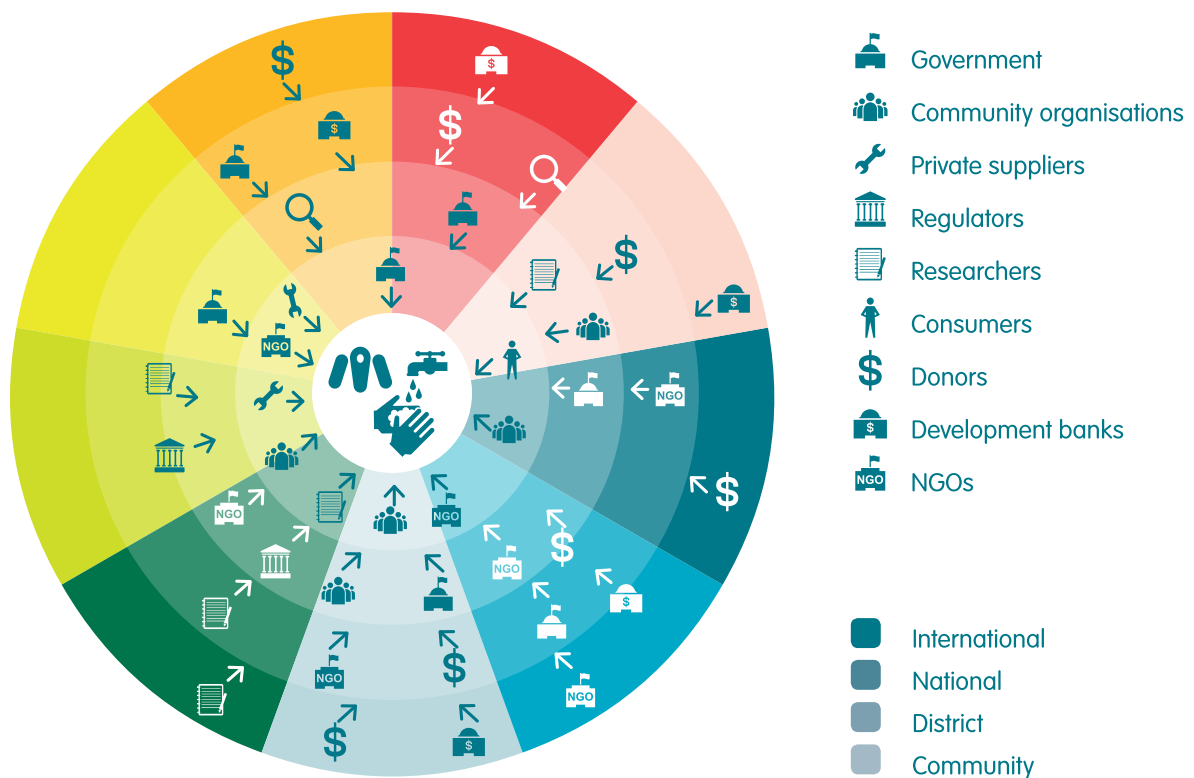 $
$
$
$
$
$
NGO
$
NGO
$
NGO
NGO
$
NGO
$
$
NGO
NGO
$
$
Government
Community organisations
Private suppliers
Regulators
Researchers
Consumers
$ Donors
$ Development banks
NGO NGOs
International
National
District
Community